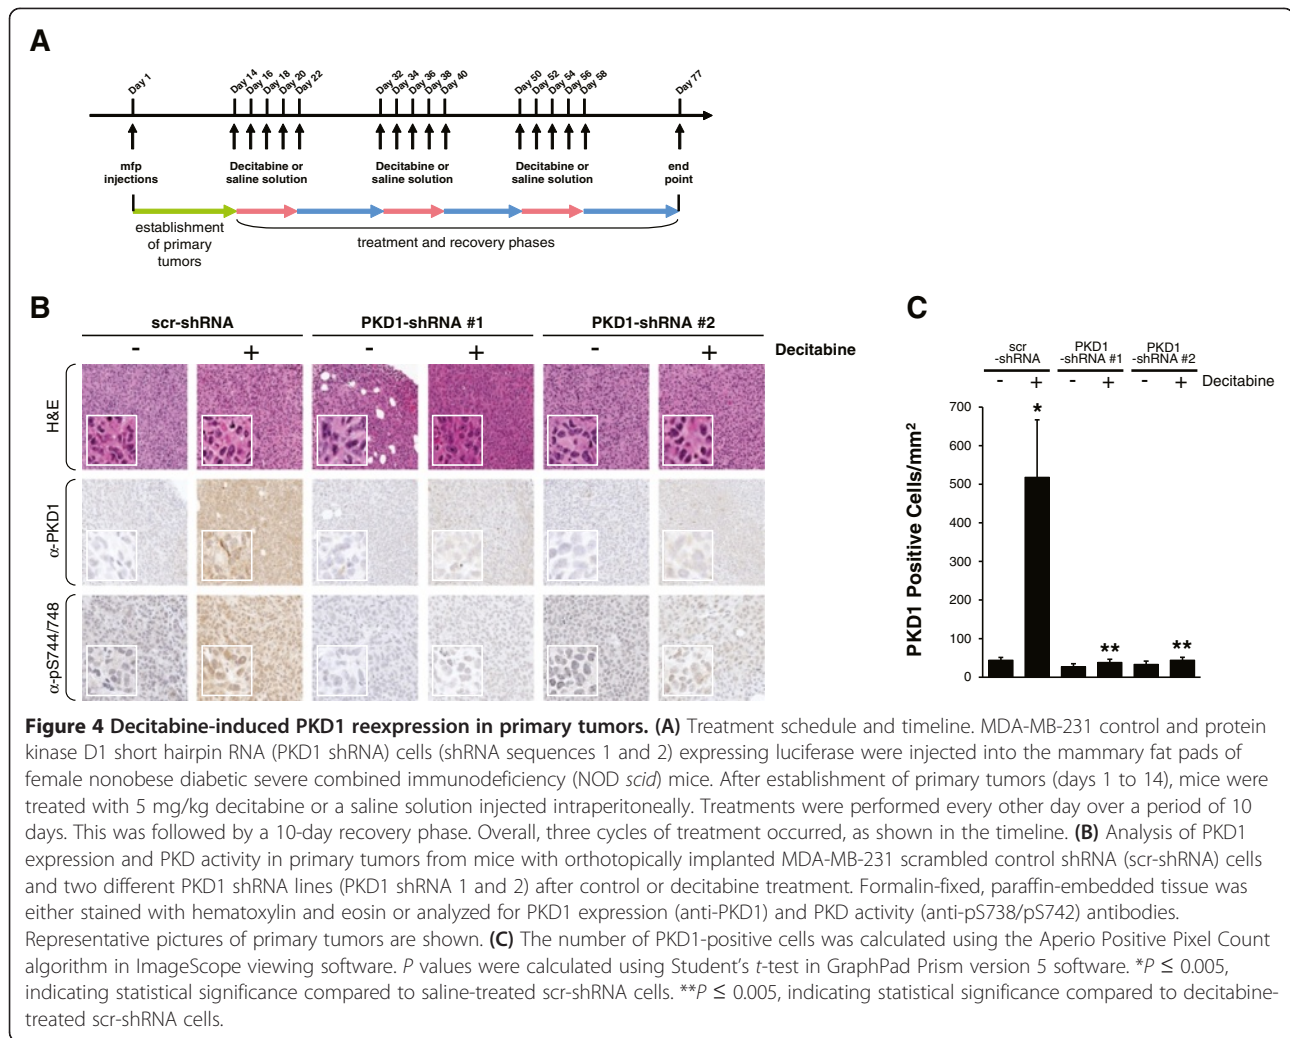 A
Day 1
Day 14
Day 16
Day 18
Day 20
Day 22
Day 32
Day 34
Day 36
Day 38
Day 40
Day 50
Day 52
Day 54
Day 56
Day 58
Day 77
mfp
injections
Decitabine or
saline solution
Decitabine or
saline solution
Decitabine or
saline solution
end
point
establishment
of primary
tumors
treatment and recovery phases
B
scr-shRNA
PKD1-shRNA #1
PKD1-shRNA #2
- + - + - + Decitabine
H&E
α-PKD1
α-pS744/748
C
scr
-shRNA
PKD1
-shRNA #1
PKD1
-shRNA #2
- + - + - + Decitabine
PKD1 Positive Cells/mm²
700
600
500
400
300
200
100
0
*
**
**
Figure 4 Decitabine-induced PKD1 reexpression in primary tumors. (A) Treatment schedule and timeline. MDA-MB-231 control and protein
kinase D1 short hairpin RNA (PKD1 shRNA) cells (shRNA sequences 1 and 2) expressing luciferase were injected into the mammary fat pads of
female nonobese diabetic severe combined immunodeficiency (NOD scid) mice. After establishment of primary tumors (days 1 to 14), mice were
treated with 5 mg/kg decitabine or a saline solution injected intraperitoneally. Treatments were performed every other day over a period of 10
days. This was followed by a 10-day recovery phase. Overall, three cycles of treatment occurred, as shown in the timeline. (B) Analysis of PKD1
expression and PKD activity in primary tumors from mice with orthotopically implanted MDA-MB-231 scrambled control shRNA (scr-shRNA) cells
and two different PKD1 shRNA lines (PKD1 shRNA 1 and 2) after control or decitabine treatment. Formalin-fixed, paraffin-embedded tissue was
either stained with hematoxylin and eosin or analyzed for PKD1 expression (anti-PKD1) and PKD activity (anti-pS738/pS742) antibodies.
Representative pictures of primary tumors are shown. (C) The number of PKD1-positive cells was calculated using the Aperio Positive Pixel Count
algorithm in ImageScope viewing software. P values were calculated using Student's t-test in GraphPad Prism version 5 software. *P ≤ 0.005,
indicating statistical significance compared to saline-treated scr-shRNA cells. **P ≤ 0.005, indicating statistical significance compared to decitabine-
treated scr-shRNA cells.